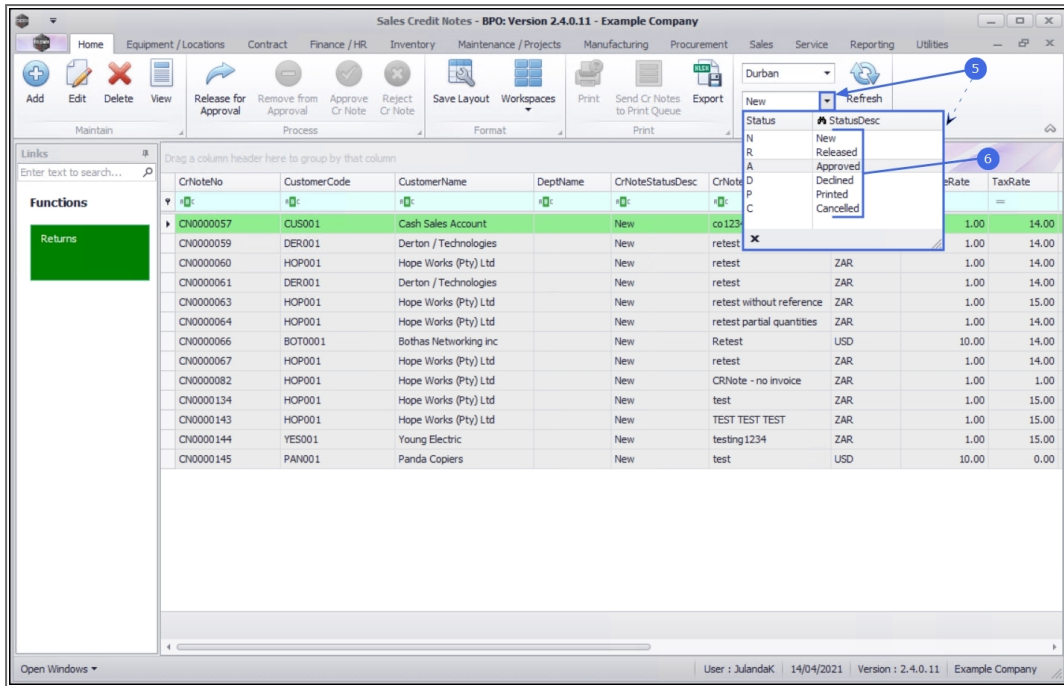 Sales Credit Notes - BPO: Version 2.4.0.11 - Example Company
Home Equipment / Locations Contract Finance / HR Inventory Maintenance / Projects Manufacturing Procurement Sales Service Reporting Utilities
Add Edit Delete View Release for Approval Remove from Approval Approve Cr Note Reject Cr Note Save Layout Workspaces Print Send Cr Notes to Print Queue Export Durban New Refresh
Maintain Process Format Print
5
Status StatusDesc
N New
R Released
A Approved
D Declined
P Printed
C Cancelled
6
Links
Enter text to search...
Functions
Returns
Drag a column header here to group by that column
CrNoteNo CustomerCode CustomerName DeptName CrNoteStatusDesc CrNote eRate TaxRate
CN0000057 CUS001 Cash Sales Account New co1234 1.00 14.00
CN0000059 DER001 Derton / Technologies New retest 1.00 14.00
CN0000060 HOP001 Hope Works (Pty) Ltd New retest ZAR 1.00 14.00
CN0000061 DER001 Derton / Technologies New retest ZAR 1.00 14.00
CN0000063 HOP001 Hope Works (Pty) Ltd New retest without reference ZAR 1.00 15.00
CN0000064 HOP001 Hope Works (Pty) Ltd New retest partial quantities ZAR 1.00 14.00
CN0000066 BOT0001 Bothas Networking inc New Retest USD 10.00 14.00
CN0000067 HOP001 Hope Works (Pty) Ltd New retest ZAR 1.00 14.00
CN0000082 HOP001 Hope Works (Pty) Ltd New CRNote - no invoice ZAR 1.00 1.00
CN0000134 HOP001 Hope Works (Pty) Ltd New test ZAR 1.00 15.00
CN0000143 HOP001 Hope Works (Pty) Ltd New TEST TEST TEST ZAR 1.00 15.00
CN0000144 YES001 Young Electric New testing1234 ZAR 1.00 15.00
CN0000145 PAN001 Panda Copiers New test USD 10.00 0.00
Open Windows User : JulandaK 14/04/2021 Version : 2.4.0.11 Example Company